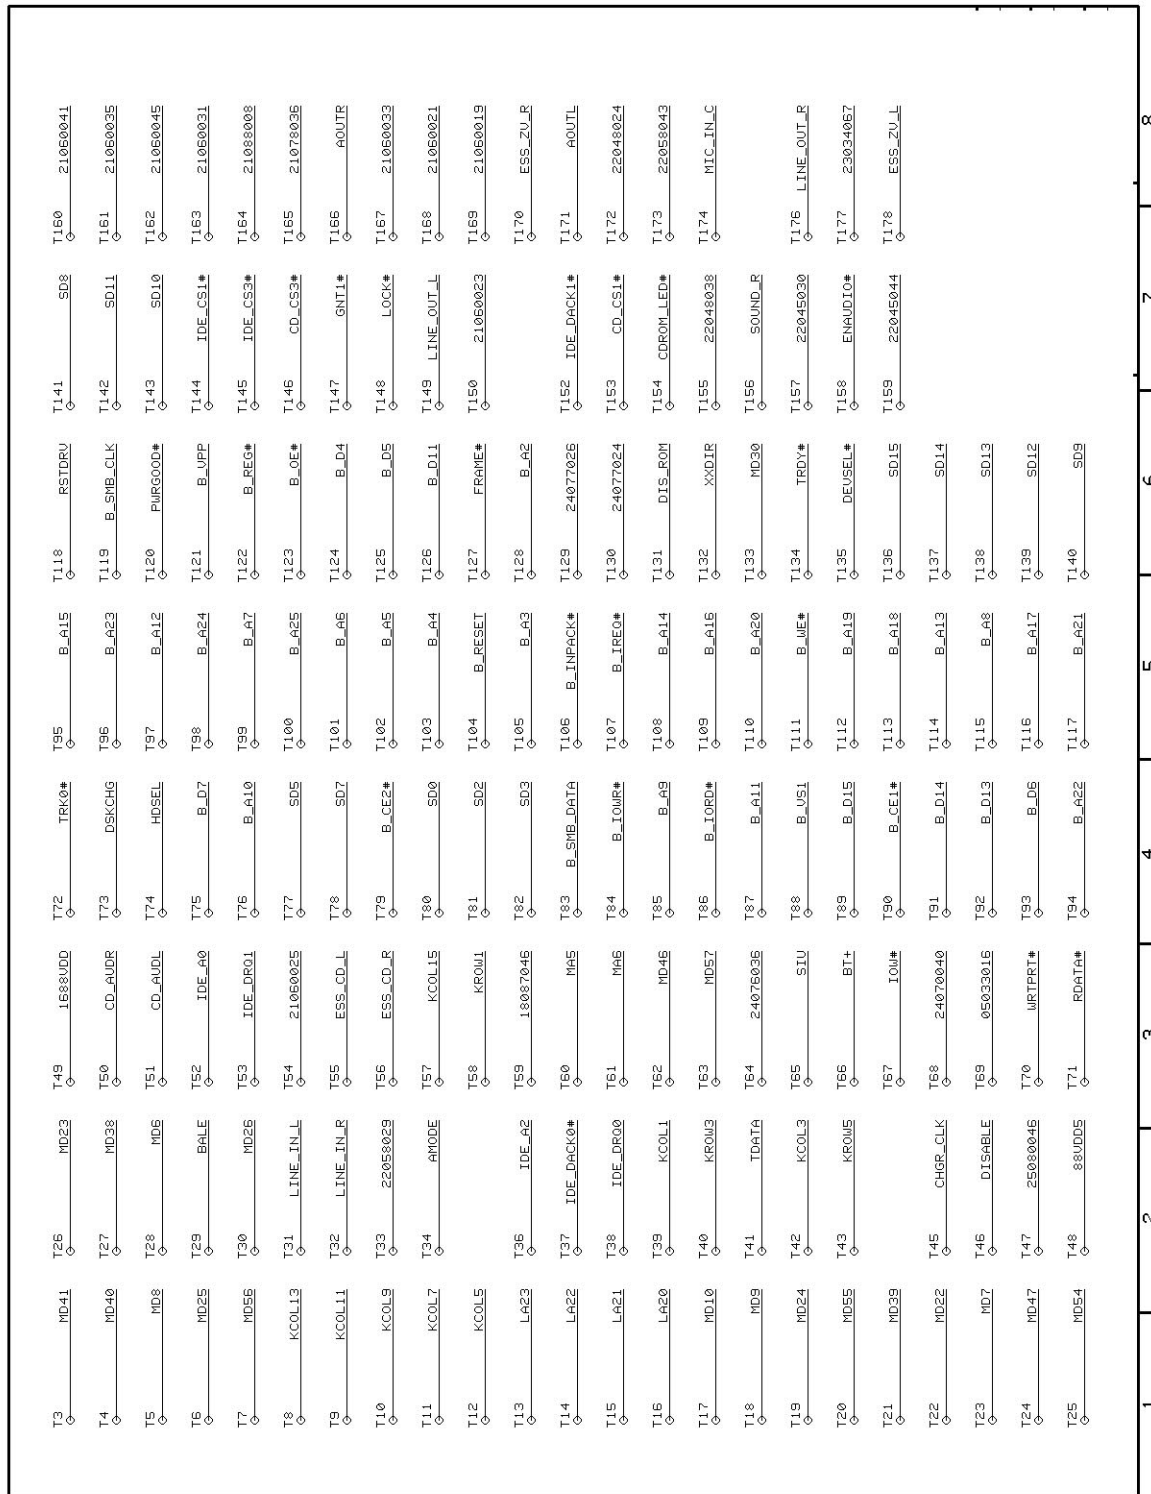 T3 MD41
T4 MD40
T5 MD8
T6 MD25
T7 MD56
T8 KCOL13
T9 KCOL11
T10 KCOL9
T11 KCOL7
T12 KCOL5
T13 LA23
T14 LA22
T15 LA21
T16 LA20
T17 MD10
T18 MD9
T19 MD24
T20 MD55
T21 MD39
T22 MD22
T23 MD7
T24 MD47
T25 MD54
T26 MD23
T27 MD38
T28 MD6
T29 BALE
T30 MD26
T31 LINE_IN_L
T32 LINE_IN_R
T33 22058029
T34 AMODE
T36 IDE_A2
T37 IDE_DACK0#
T38 IDE_DRQ0
T39 KCOL1
T40 KROW3
T41 TDATA
T42 KCOL3
T43 KROW5
T45 CHGR_CLK
T46 DISABLE
T47 25080046
T48 88VDD5
T49 1688VDD
T50 CD_AUDR
T51 CD_AUDL
T52 IDE_A0
T53 IDE_DRQ1
T54 21060025
T55 ESS_CD_L
T56 ESS_CD_R
T57 KCOL15
T58 KROW1
T59 18087046
T60 MA5
T61 MA6
T62 MD46
T63 MD57
T64 24076036
T65 SIU
T66 BT+
T67 IOW#
T68 24070040
T69 05033016
T70 WRTPRT#
T71 RDATA#
T72 TRK0#
T73 DSKCHG
T74 HDSEL
T75 B_D7
T76 B_A10
T77 SD5
T78 SD7
T79 B_CE2#
T80 SD0
T81 SD2
T82 SD3
T83 B_SMB_DATA
T84 B_IOWR#
T85 B_A9
T86 B_IORD#
T87 B_A11
T88 B_VS1
T89 B_D15
T90 B_CE1#
T91 B_D14
T92 B_D13
T93 B_D6
T94 B_A22
T95 B_A15
T96 B_A23
T97 B_A12
T98 B_A24
T99 B_A7
T100 B_A25
T101 B_A6
T102 B_A5
T103 B_A4
T104 B_RESET
T105 B_A3
T106 B_INPACK#
T107 B_IREQ#
T108 B_A14
T109 B_A16
T110 B_A20
T111 B_WE#
T112 B_A19
T113 B_A18
T114 B_A13
T115 B_A8
T116 B_A17
T117 B_A21
T118 RSTDRV
T119 B_SMB_CLK
T120 PWRGOOD#
T121 B_VPP
T122 B_REG#
T123 B_OE#
T124 B_D4
T125 B_D5
T126 B_D11
T127 FRAME#
T128 B_A2
T129 24077026
T130 24077024
T131 DIS_ROM
T132 XXDIR
T133 MD30
T134 TRDY#
T135 DEVSEL#
T136 SD15
T137 SD14
T138 SD13
T139 SD12
T140 SD9
T141 SD8
T142 SD11
T143 SD10
T144 IDE_CS1#
T145 IDE_CS3#
T146 CD_CS3#
T147 GNT1#
T148 LOCK#
T149 LINE_OUT_L
T150 21060023
T152 IDE_DACK1#
T153 CD_CS1#
T154 CDROM_LED#
T155 22048038
T156 SOUND_R
T157 22045030
T158 ENAUDIO#
T159 22045044
T160 21060041
T161 21060035
T162 21060045
T163 21060031
T164 21088008
T165 21078036
T166 AOUTR
T167 21060033
T168 21060021
T169 21060019
T170 ESS_ZV_R
T171 AOUTL
T172 22048024
T173 22058043
T174 MIC_IN_C
T176 LINE_OUT_R
T177 23034067
T178 ESS_ZV_L
1 2 3 4 5 6 7 8